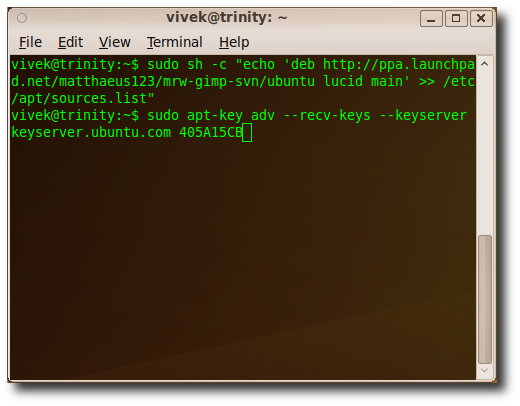 vivek@trinity: ~
File Edit View Terminal Help
vivek@trinity:~$ sudo sh -c "echo 'deb http://ppa.launchpa
d.net/matthaeus123/mrw-gimp-svn/ubuntu lucid main' >> /etc
/apt/sources.list"
vivek@trinity:~$ sudo apt-key adv --recv-keys --keyserver
keyserver.ubuntu.com 405A15CB